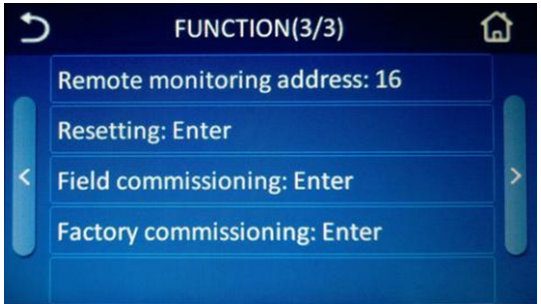 FUNCTION(3/3)
Remote monitoring address: 16
Resetting: Enter
Field commissioning: Enter
Factory commissioning: Enter